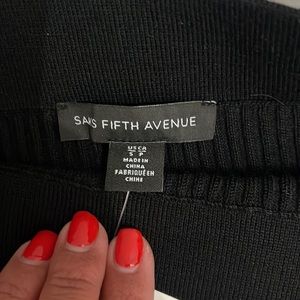 SAKS FIFTH AVENUE
US CA
S P
MADE IN
CHINA
FABRIQUÉ EN
CHINE